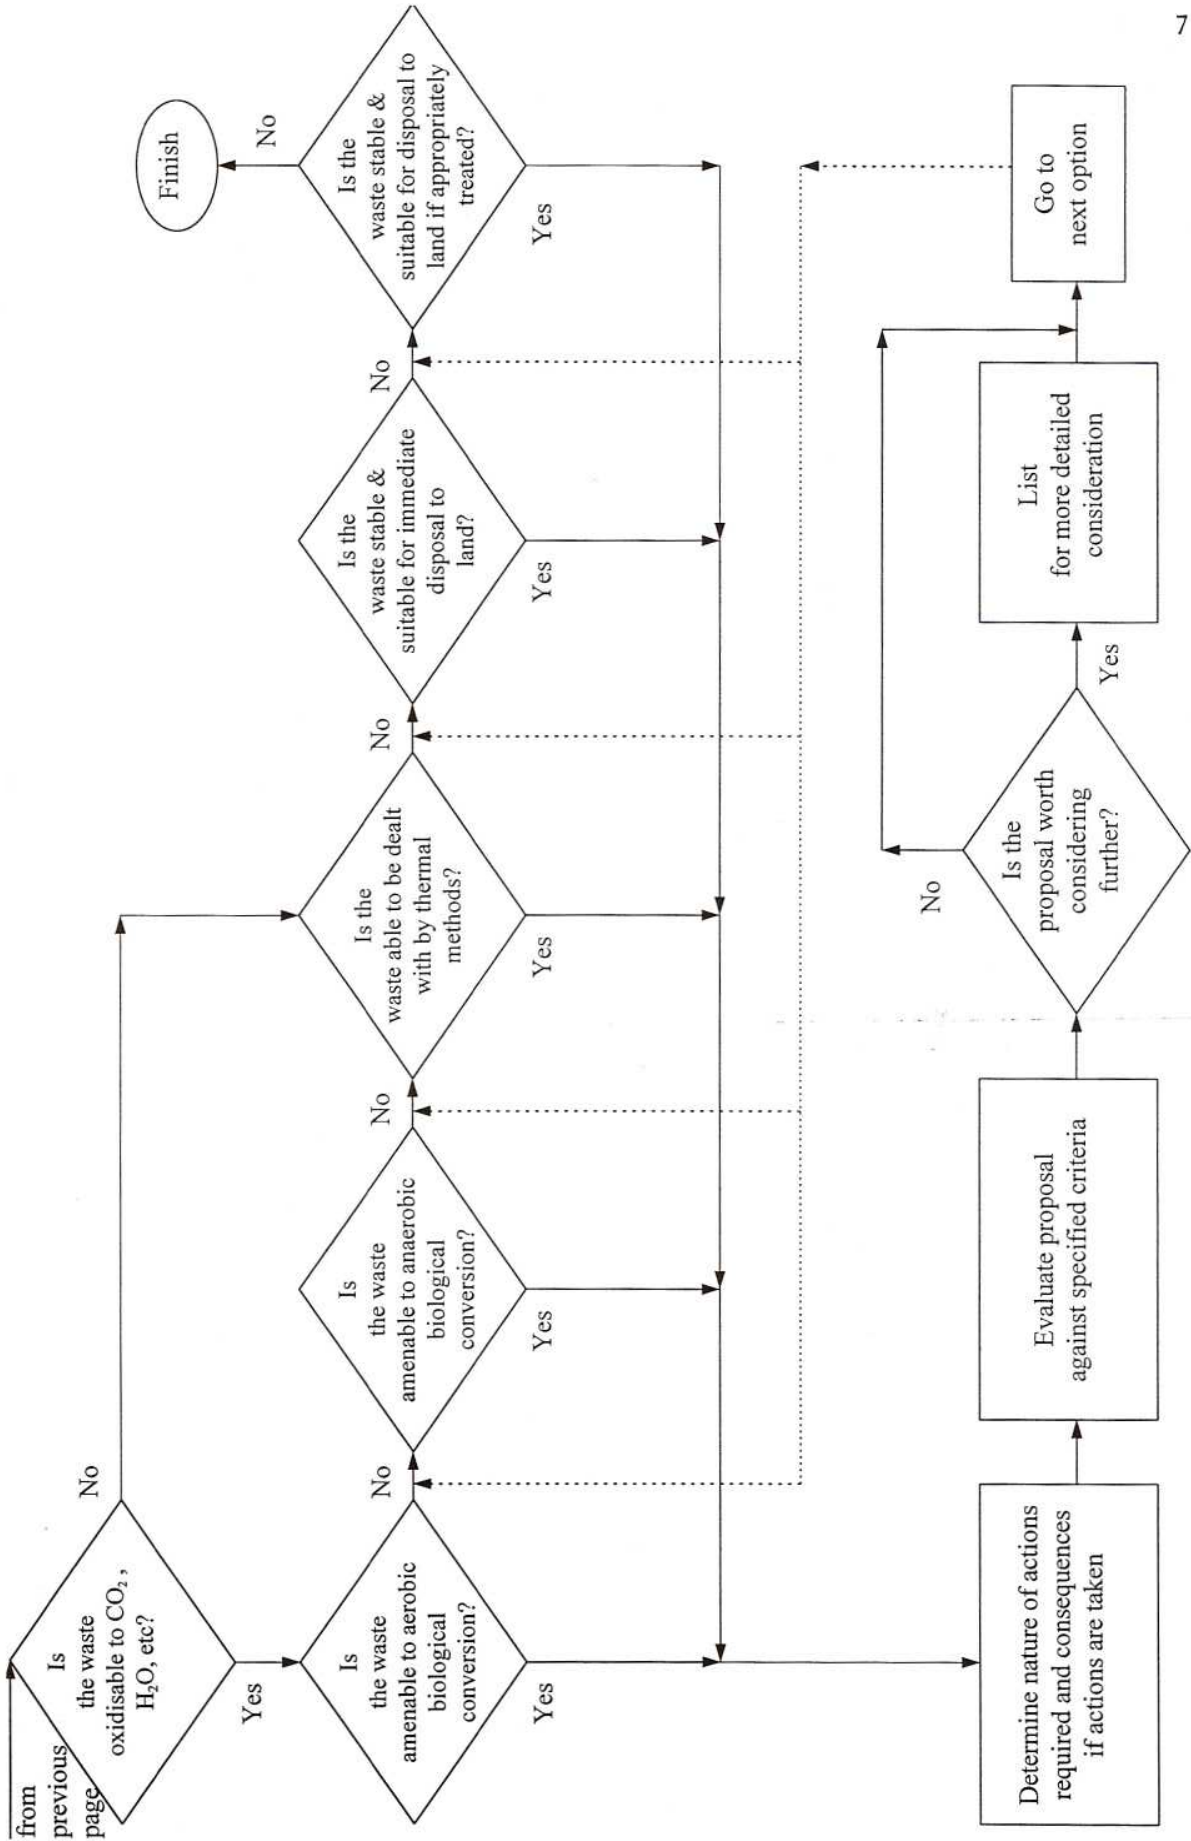 from
previous
page
Is
the waste
oxidisable to CO₂,
H₂O, etc?
No
Yes
Is
the waste
amenable to aerobic
biological
conversion?
No
Yes
Is
the waste
amenable to anaerobic
biological
conversion?
No
Yes
Is the
waste able to be dealt
with by thermal
methods?
No
Yes
Is the
waste stable &
suitable for immediate
disposal to
land?
No
Yes
Is the
waste stable &
suitable for disposal to
land if appropriately
treated?
No
Yes
Finish
Determine nature of actions
required and consequences
if actions are taken
Evaluate proposal
against specified criteria
Is the
proposal worth
considering
further?
No
Yes
List
for more detailed
consideration
Go to
next option
7